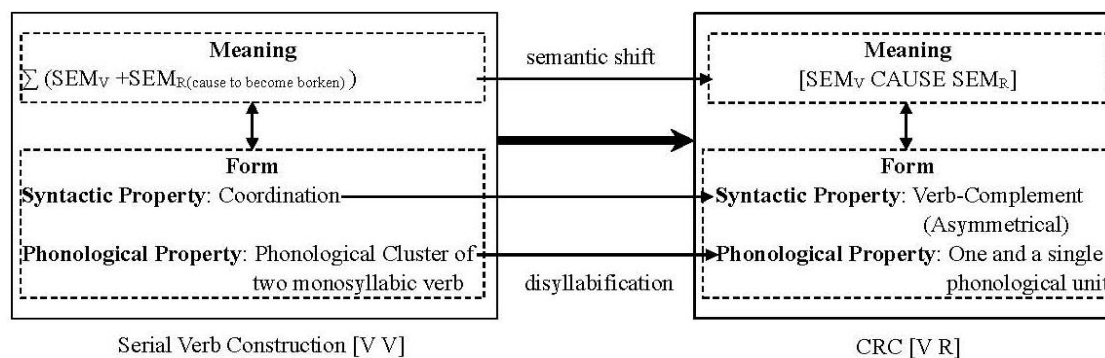 Meaning
∑ (SEMV +SEMR(cause to become borken) )
Form
Syntactic Property: Coordination
Phonological Property: Phonological Cluster of
two monosyllabic verb
Serial Verb Construction [V V]
semantic shift
disyllabification
Meaning
[SEMV CAUSE SEMR]
Form
Syntactic Property: Verb-Complement
(Asymmetrical)
Phonological Property: One and a single
phonological unit
CRC [V R]